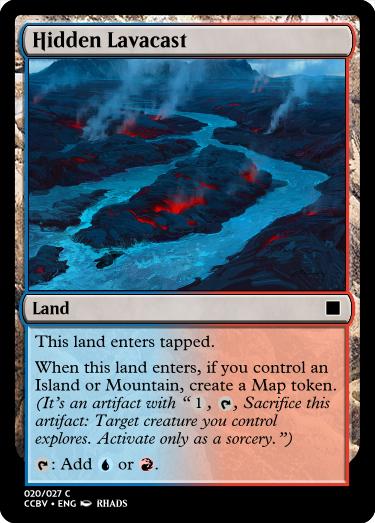 Hidden Lavacast
Land
This land enters tapped.
When this land enters, if you control an
Island or Mountain, create a Map token.
(It's an artifact with “ 1 , , Sacrifice this
artifact: Target creature you control
explores. Activate only as a sorcery.”)
: Add or .
020/027 C
CCBV • ENG RHADS